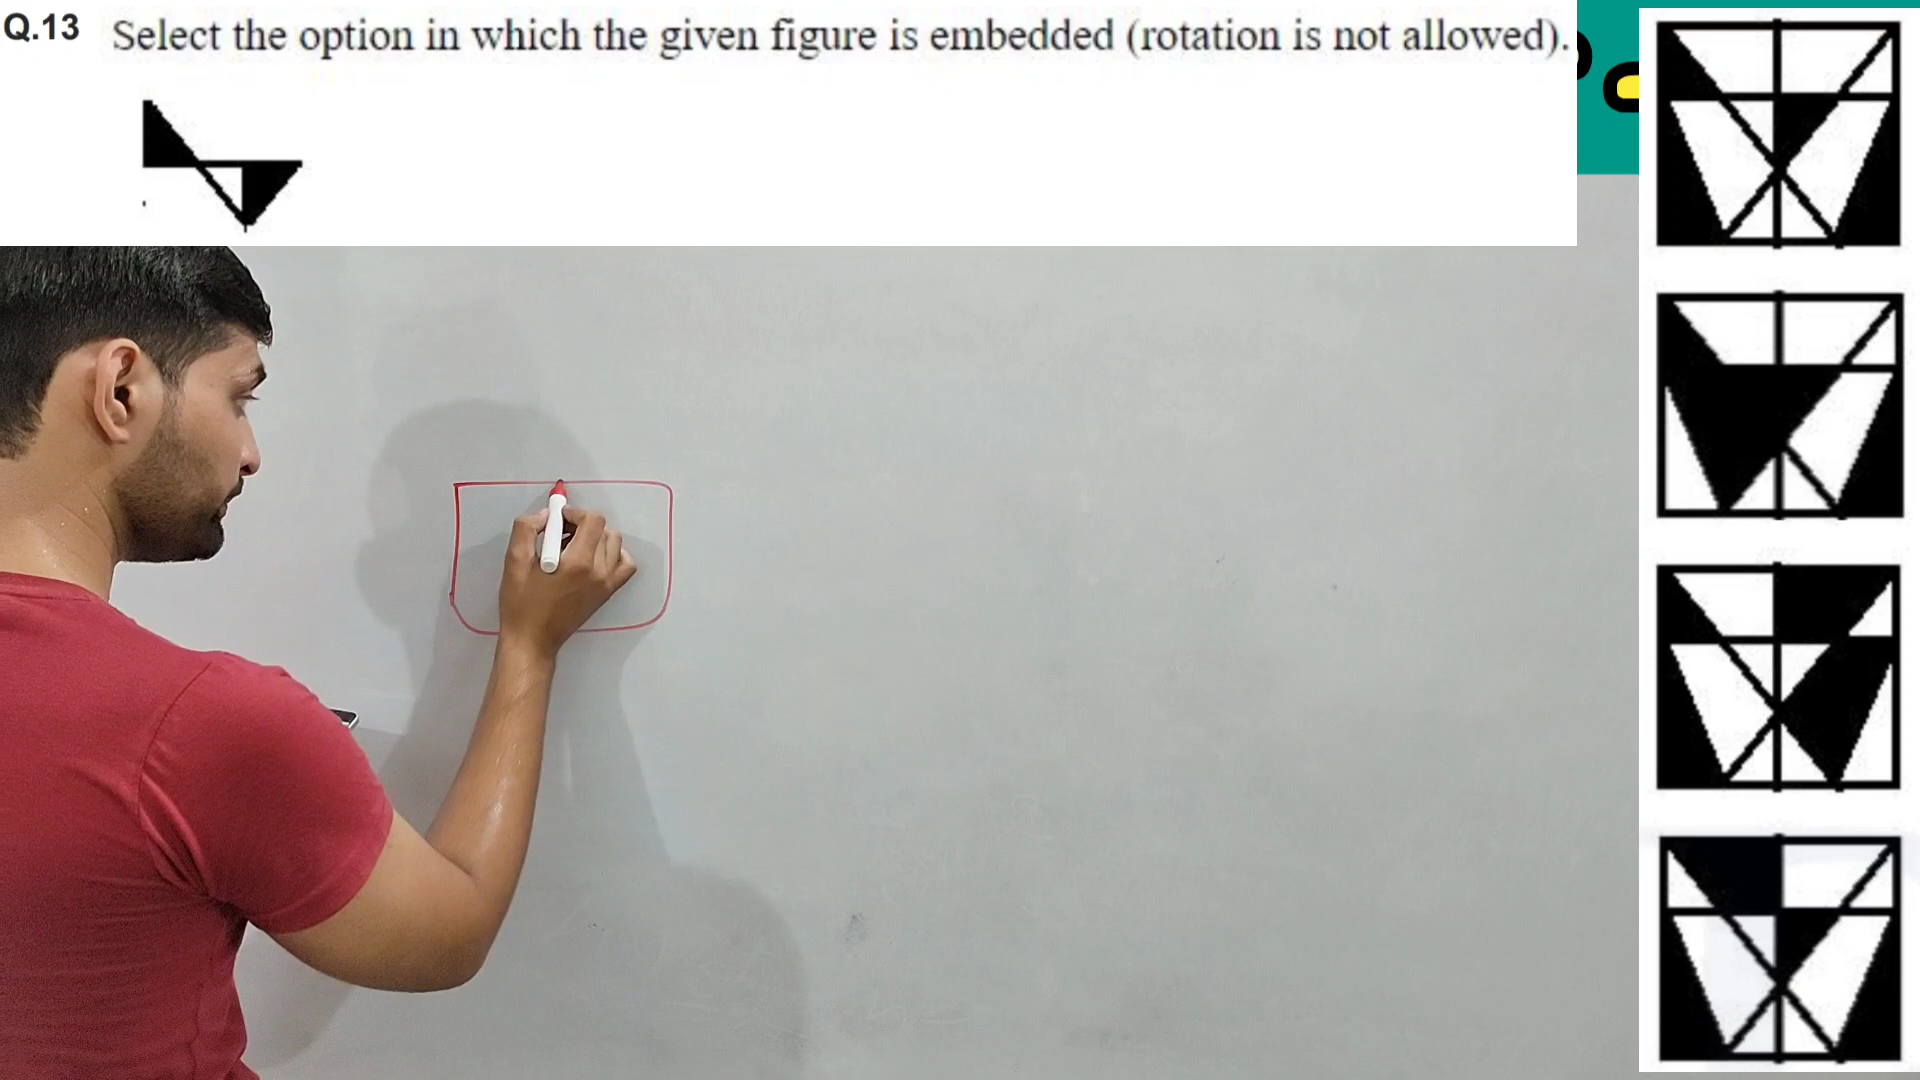 Q.13 Select the option in which the given figure is embedded (rotation is not allowed).